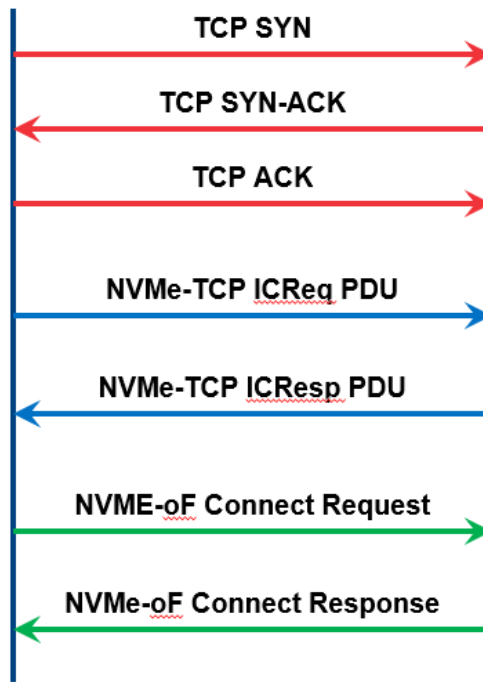 TCP SYN
TCP SYN-ACK
TCP ACK
NVMe-TCP ICReq PDU
NVMe-TCP ICResp PDU
NVME-oF Connect Request
NVMe-oF Connect Response